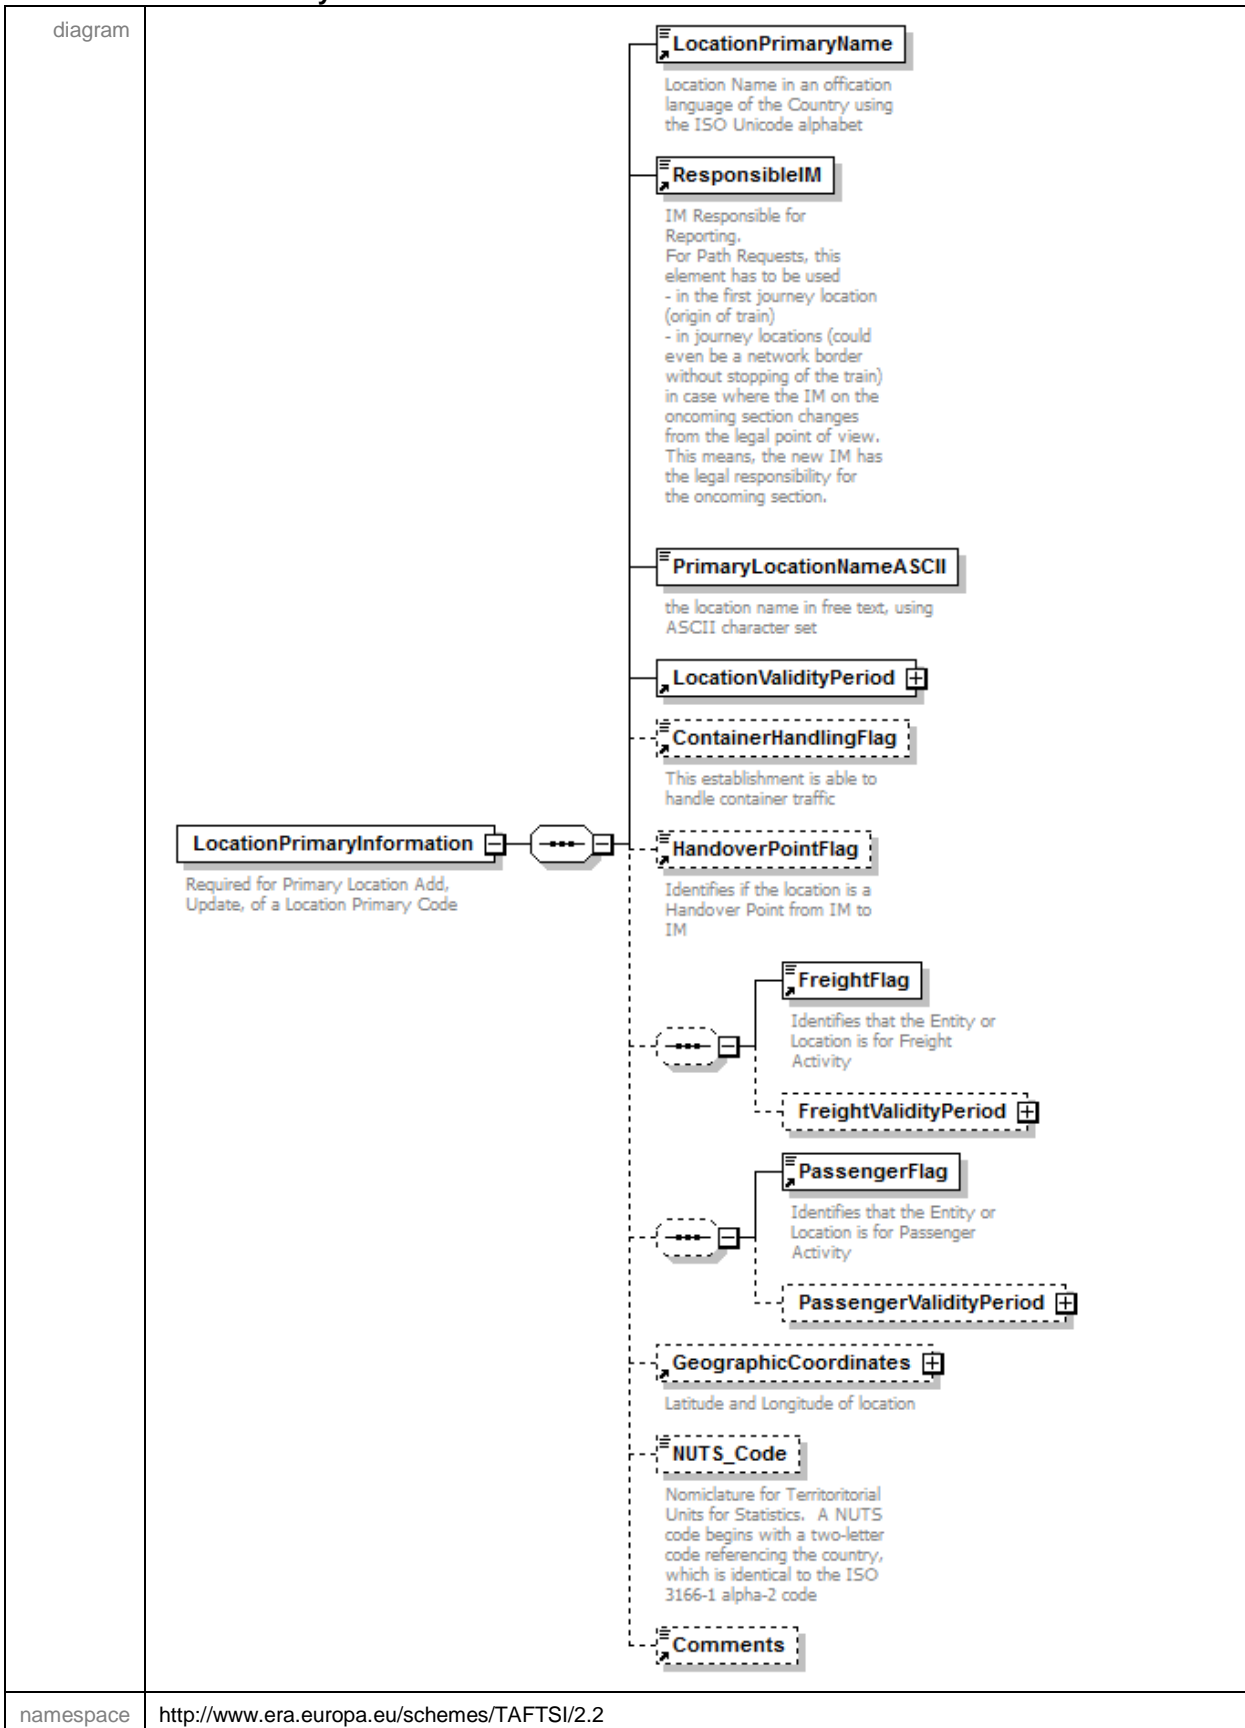 diagram
LocationPrimaryName
Location Name in an offication
language of the Country using
the ISO Unicode alphabet
ResponsibleIM
IM Responsible for
Reporting.
For Path Requests, this
element has to be used
- in the first journey location
(origin of train)
- in journey locations (could
even be a network border
without stopping of the train)
in case where the IM on the
oncoming section changes
from the legal point of view.
This means, the new IM has
the legal responsibility for
the oncoming section.
PrimaryLocationNameASCII
the location name in free text, using
ASCII character set
LocationValidityPeriod
ContainerHandlingFlag
This establishment is able to
handle container traffic
LocationPrimaryInformation
Required for Primary Location Add,
Update, of a Location Primary Code
HandoverPointFlag
Identifies if the location is a
Handover Point from IM to
IM
FreightFlag
Identifies that the Entity or
Location is for Freight
Activity
FreightValidityPeriod
PassengerFlag
Identifies that the Entity or
Location is for Passenger
Activity
PassengerValidityPeriod
GeographicCoordinates
Latitude and Longitude of location
NUTS_Code
Nomiclature for Territoritorial
Units for Statistics. A NUTS
code begins with a two-letter
code referencing the country,
which is identical to the ISO
3166-1 alpha-2 code
Comments
namespace
http://www.era.europa.eu/schemes/TAFTSI/2.2